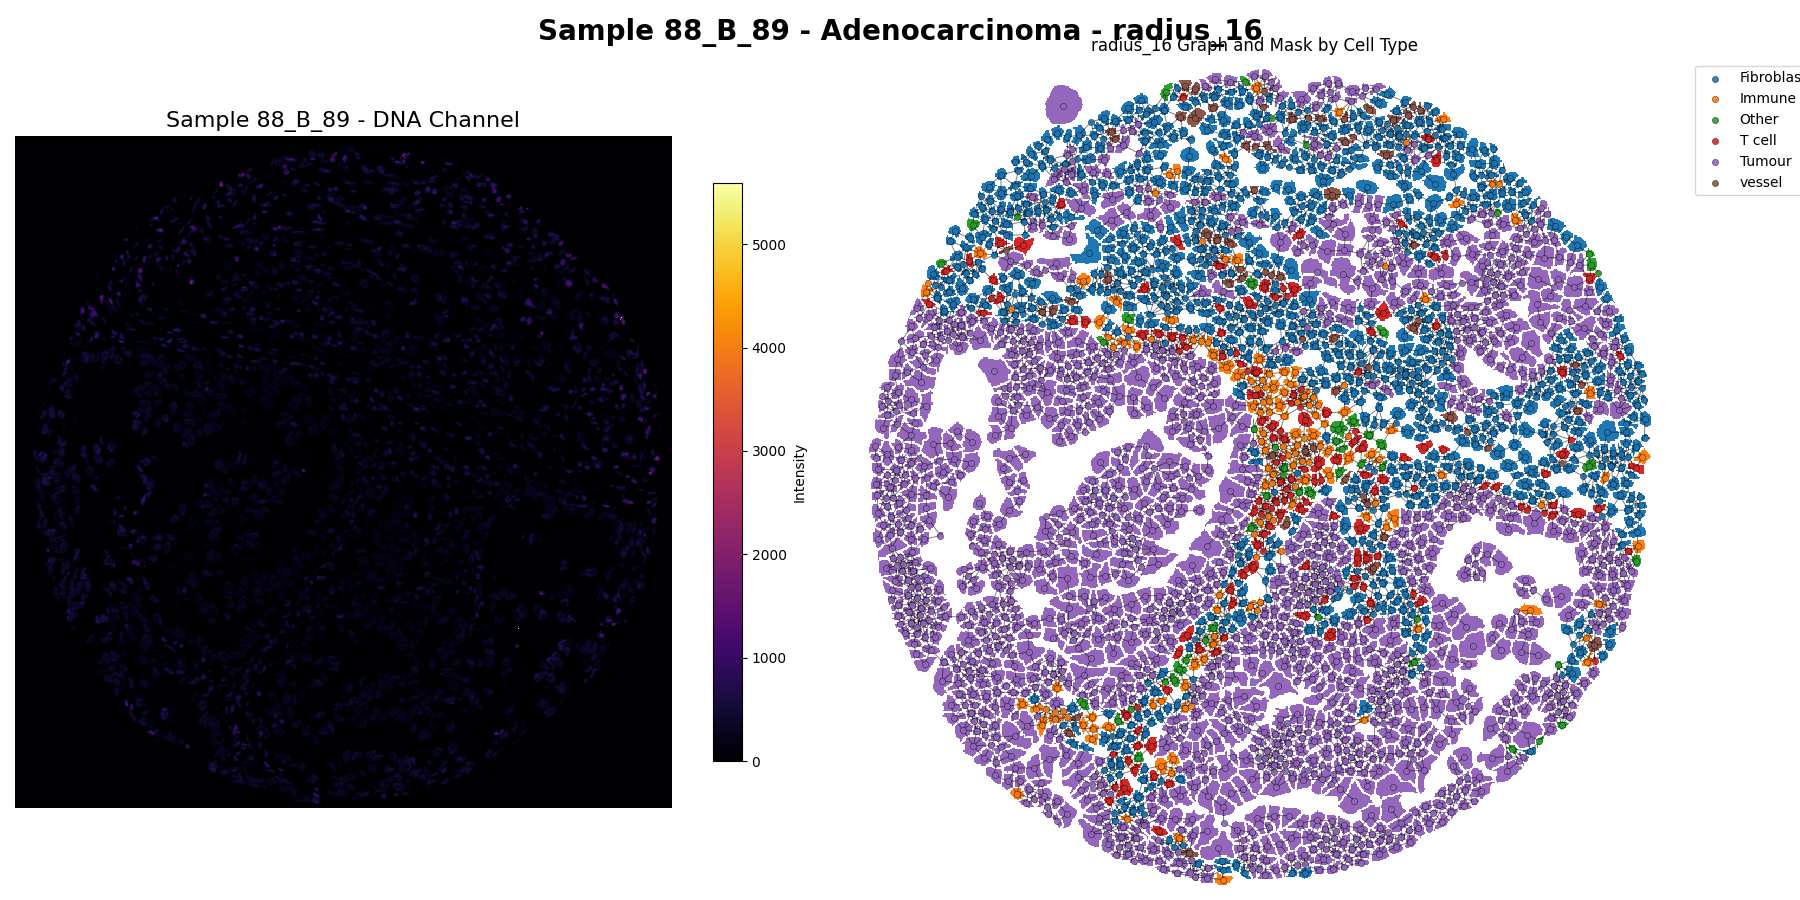 Sample 88_B_89 - Adenocarcinoma - radius_16
radius_16 Graph and Mask by Cell Type
Sample 88_B_89 - DNA Channel
Fibroblas
Immune
Other
T cell
Tumour
vessel
5000
4000
3000
2000
1000
0
Intensity